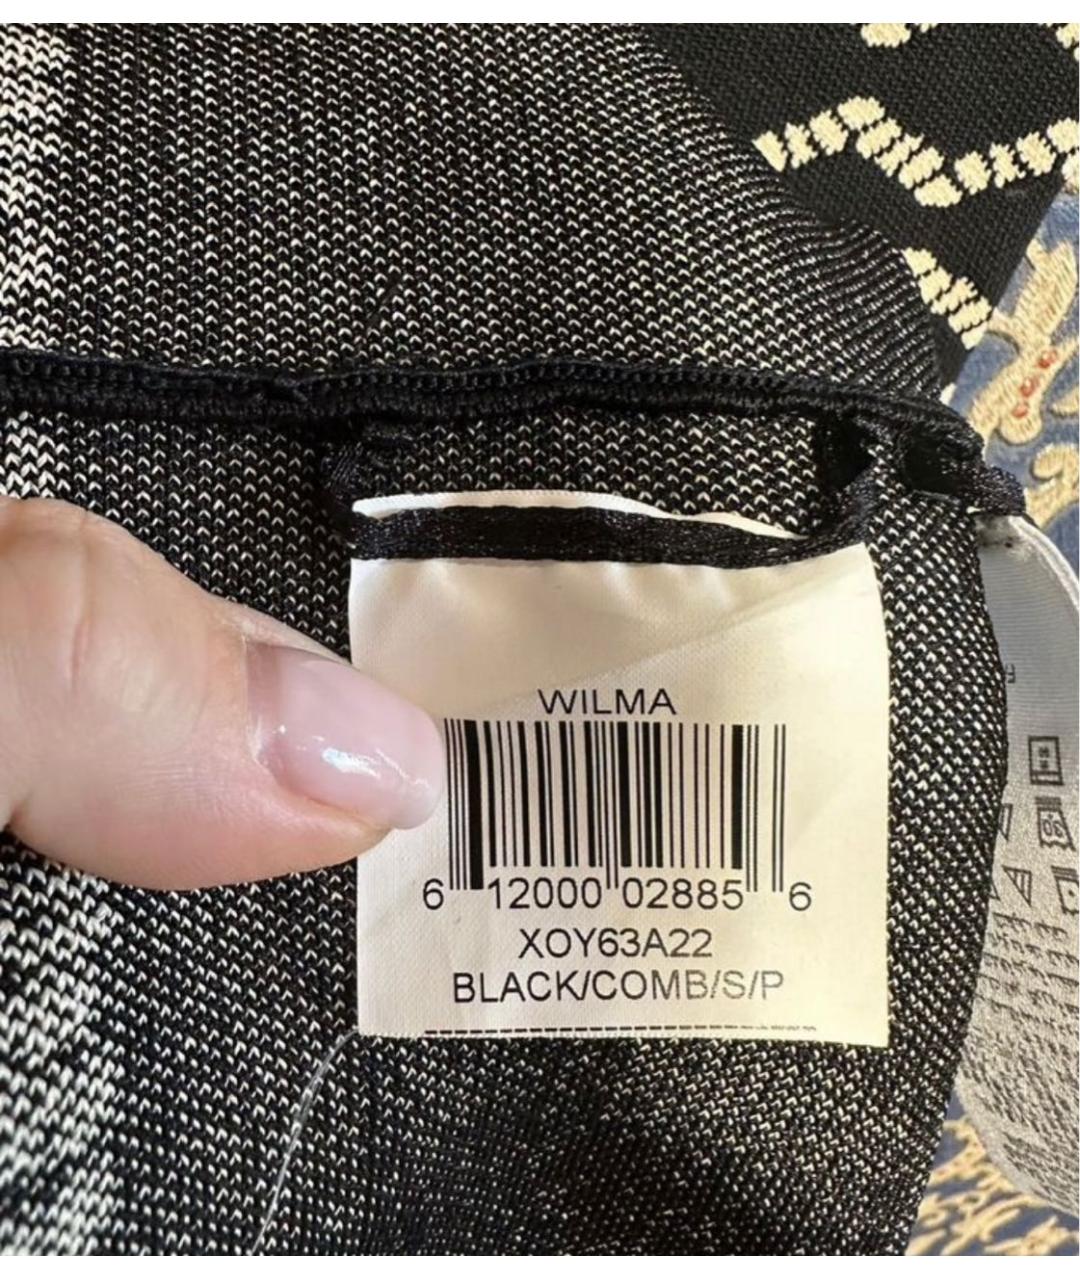 WILMA
6 12000 02885 6
XOY63A22
BLACK/COMB/S/P